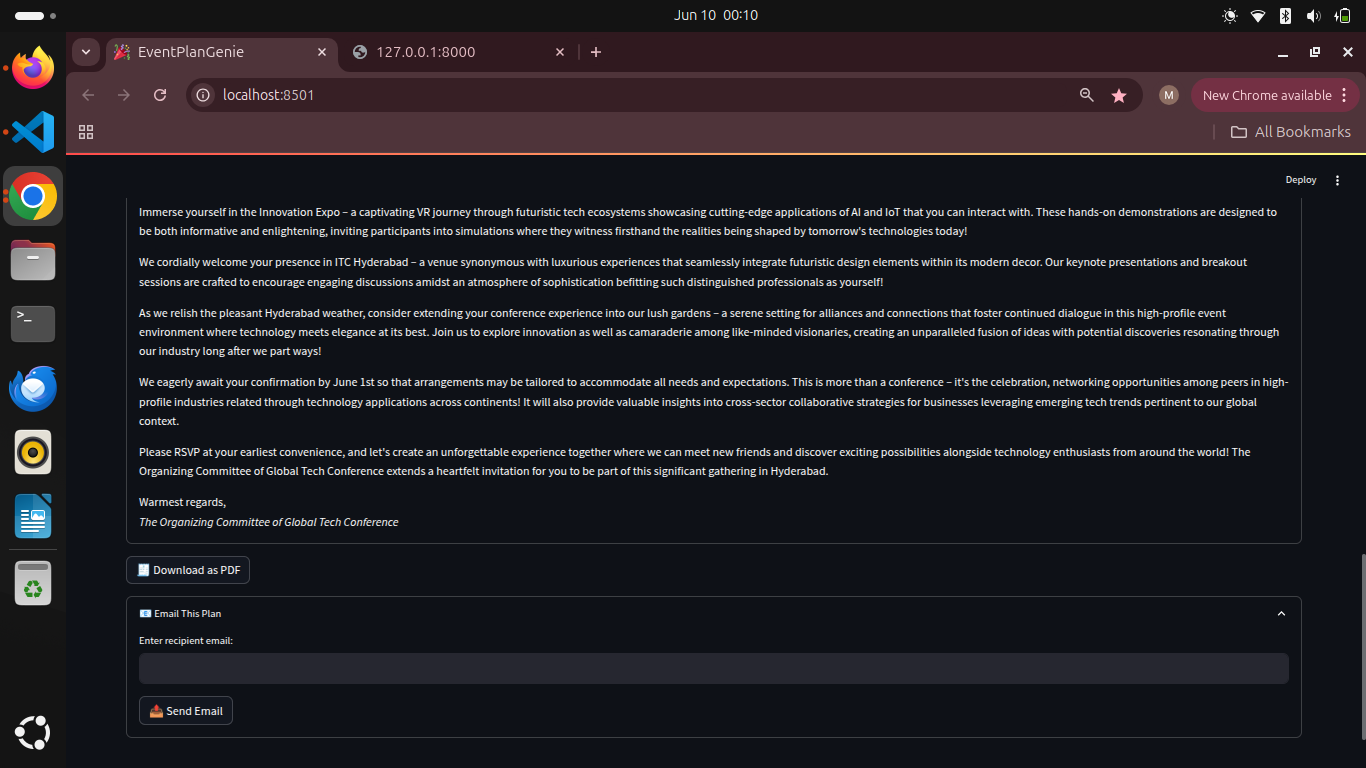 Jun 10 00:10
EventPlanGenie
127.0.0.1:8000
localhost:8501
M
New Chrome available
All Bookmarks
Deploy
Immerse yourself in the Innovation Expo – a captivating VR journey through futuristic tech ecosystems showcasing cutting-edge applications of AI and IoT that you can interact with. These hands-on demonstrations are designed to
be both informative and enlightening, inviting participants into simulations where they witness firsthand the realities being shaped by tomorrow's technologies today!
We cordially welcome your presence in ITC Hyderabad – a venue synonymous with luxurious experiences that seamlessly integrate futuristic design elements within its modern decor. Our keynote presentations and breakout
sessions are crafted to encourage engaging discussions amidst an atmosphere of sophistication befitting such distinguished professionals as yourself!
As we relish the pleasant Hyderabad weather, consider extending your conference experience into our lush gardens – a serene setting for alliances and connections that foster continued dialogue in this high-profile event
environment where technology meets elegance at its best. Join us to explore innovation as well as camaraderie among like-minded visionaries, creating an unparalleled fusion of ideas with potential discoveries resonating through
our industry long after we part ways!
We eagerly await your confirmation by June 1st so that arrangements may be tailored to accommodate all needs and expectations. This is more than a conference – it's the celebration, networking opportunities among peers in high-
profile industries related through technology applications across continents! It will also provide valuable insights into cross-sector collaborative strategies for businesses leveraging emerging tech trends pertinent to our global
context.
Please RSVP at your earliest convenience, and let's create an unforgettable experience together where we can meet new friends and discover exciting possibilities alongside technology enthusiasts from around the world! The
Organizing Committee of Global Tech Conference extends a heartfelt invitation for you to be part of this significant gathering in Hyderabad.
Warmest regards,
The Organizing Committee of Global Tech Conference
Download as PDF
Email This Plan
Enter recipient email:
Send Email